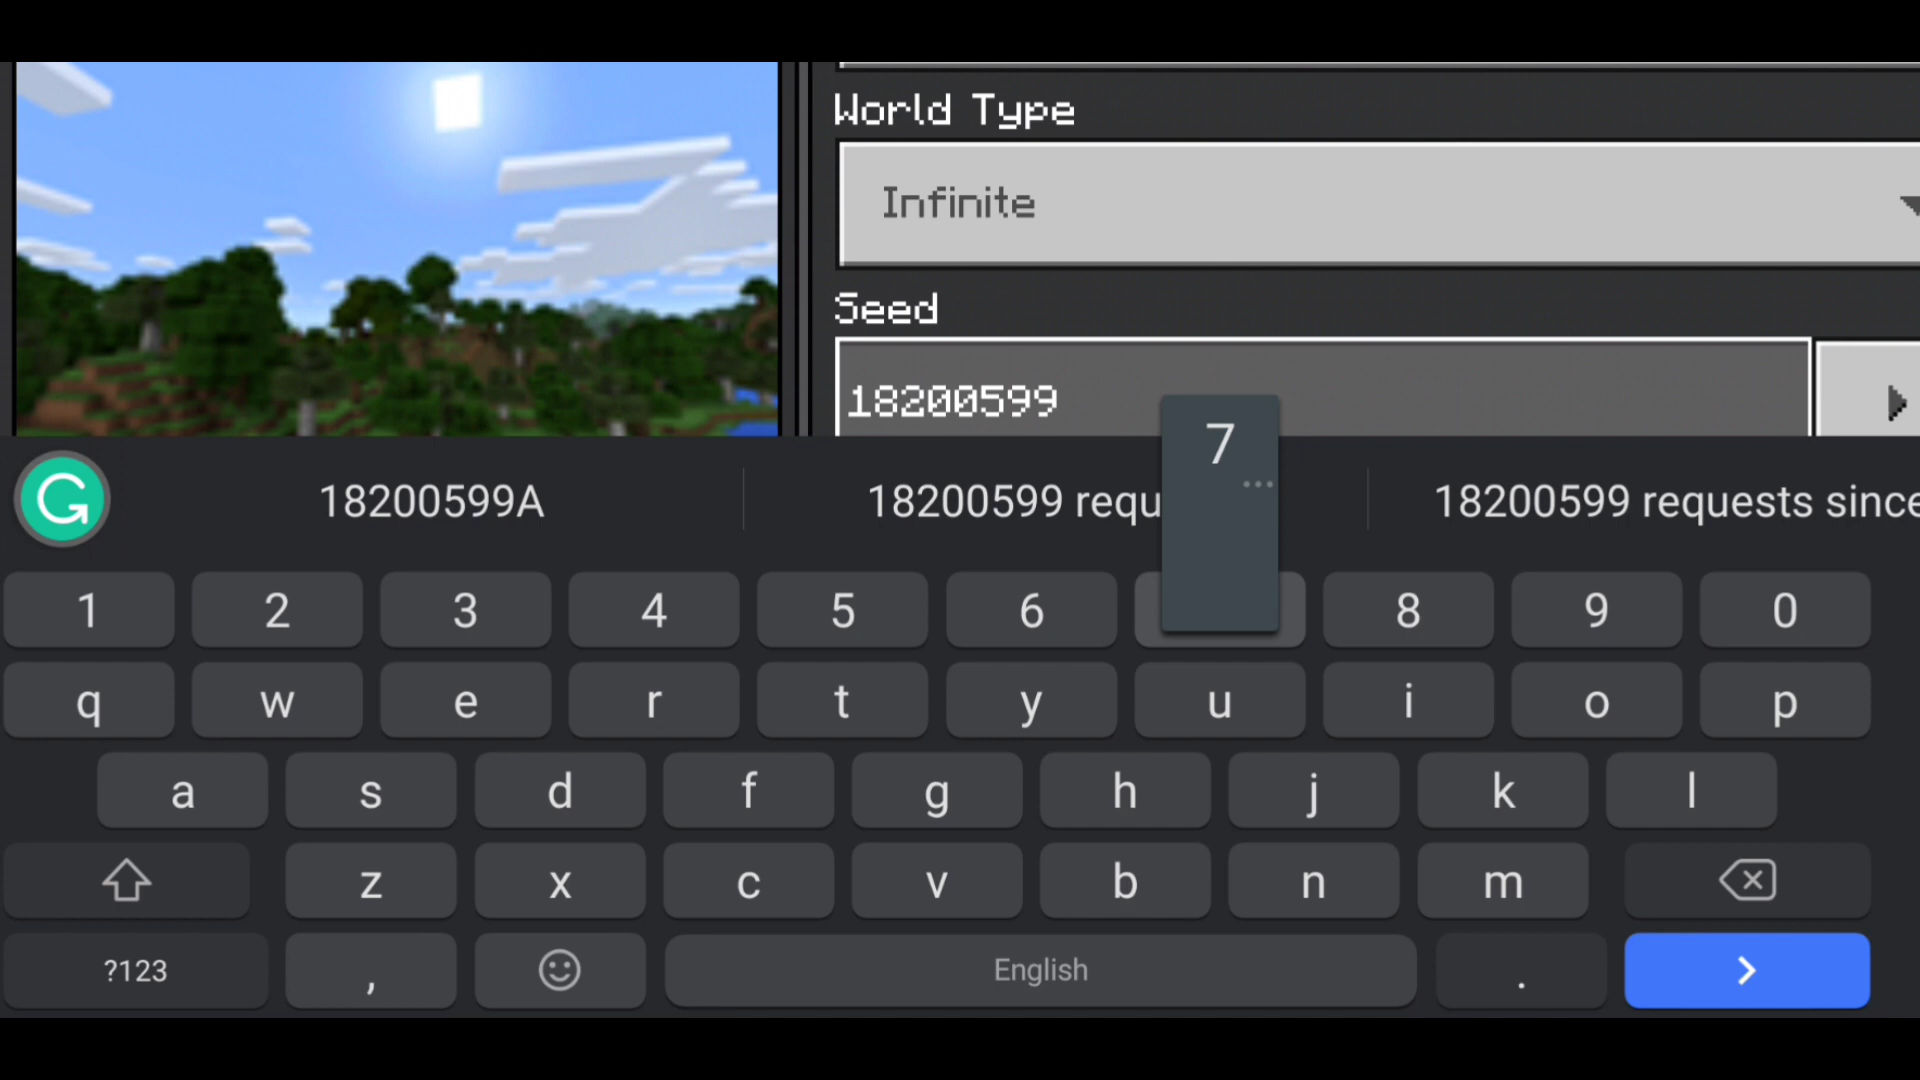 World Type
Infinite
Seed
18200599
7
18200599A
18200599 requ
18200599 requests since
1 2 3 4 5 6 8 9 0
q w e r t y u i o p
a s d f g h j k l
z x c v b n m
?123 , English .